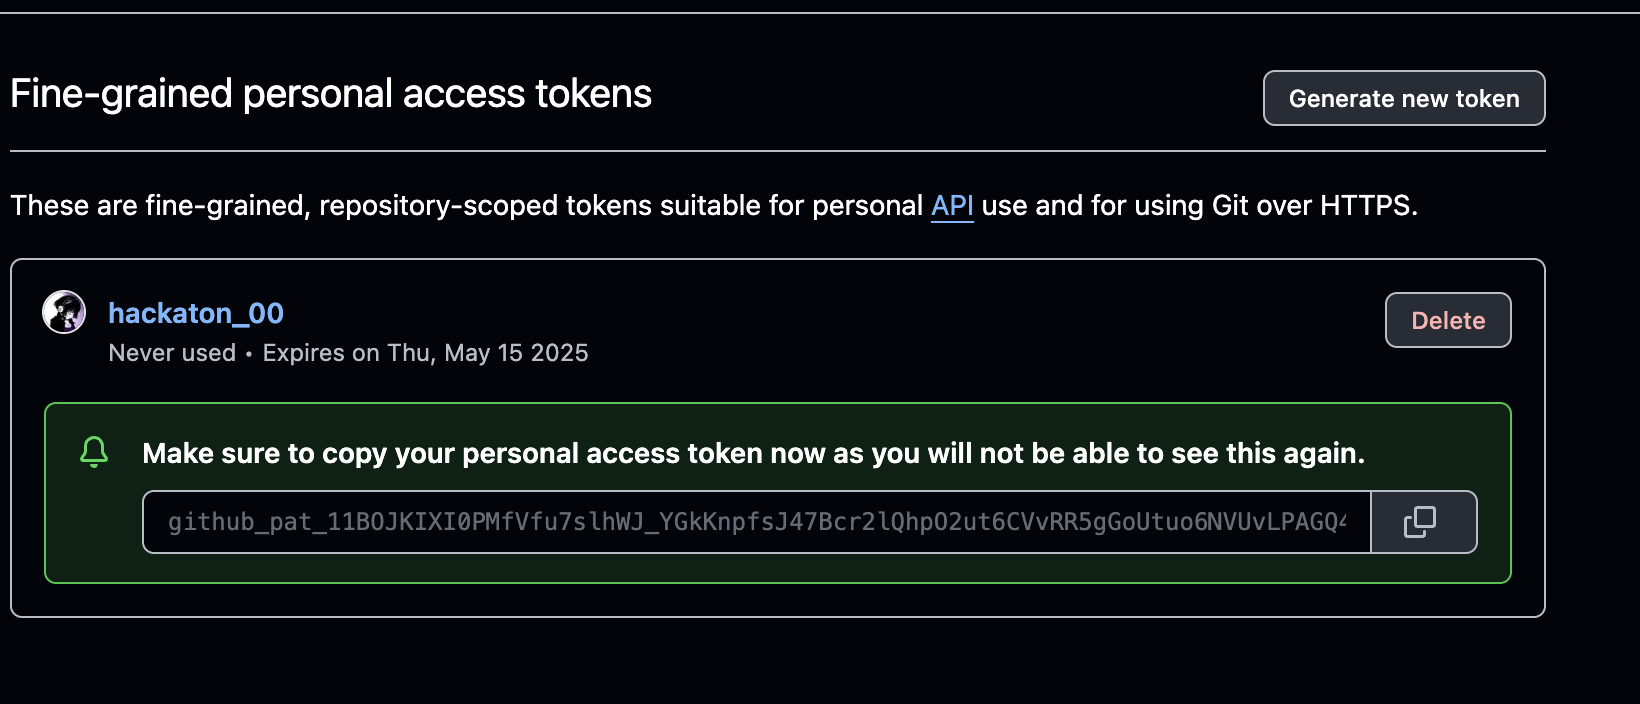 Fine-grained personal access tokens
Generate new token
These are fine-grained, repository-scoped tokens suitable for personal API use and for using Git over HTTPS.
hackaton_00
Delete
Never used • Expires on Thu, May 15 2025
Make sure to copy your personal access token now as you will not be able to see this again.
github_pat_11BOJKIXI0PMfVfu7slhWJ_YGkKnpfsJ47Bcr2lQhpO2ut6CVvRR5gGoUtuo6NVUvLPAGQ